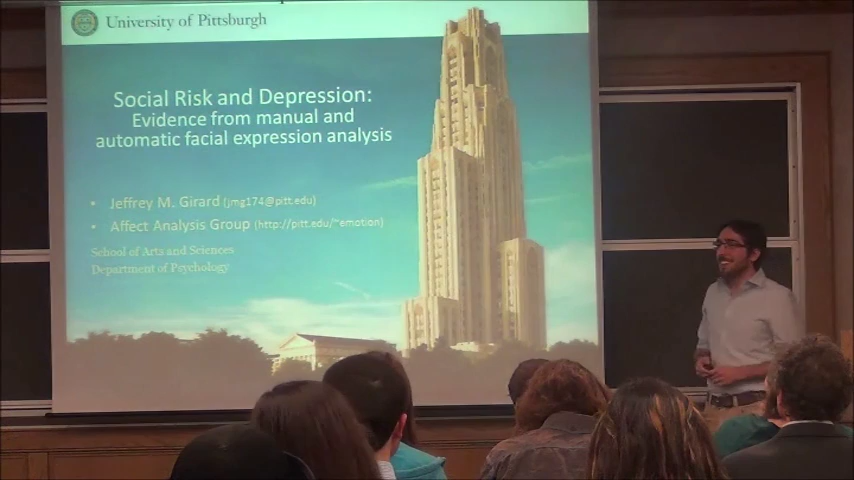 University of Pittsburgh
Social Risk and Depression:
Evidence from manual and
automatic facial expression analysis
• Jeffrey M. Girard (jmg174@pitt.edu)
• Affect Analysis Group (http://pitt.edu/~emotion)
School of Arts and Sciences
Department of Psychology